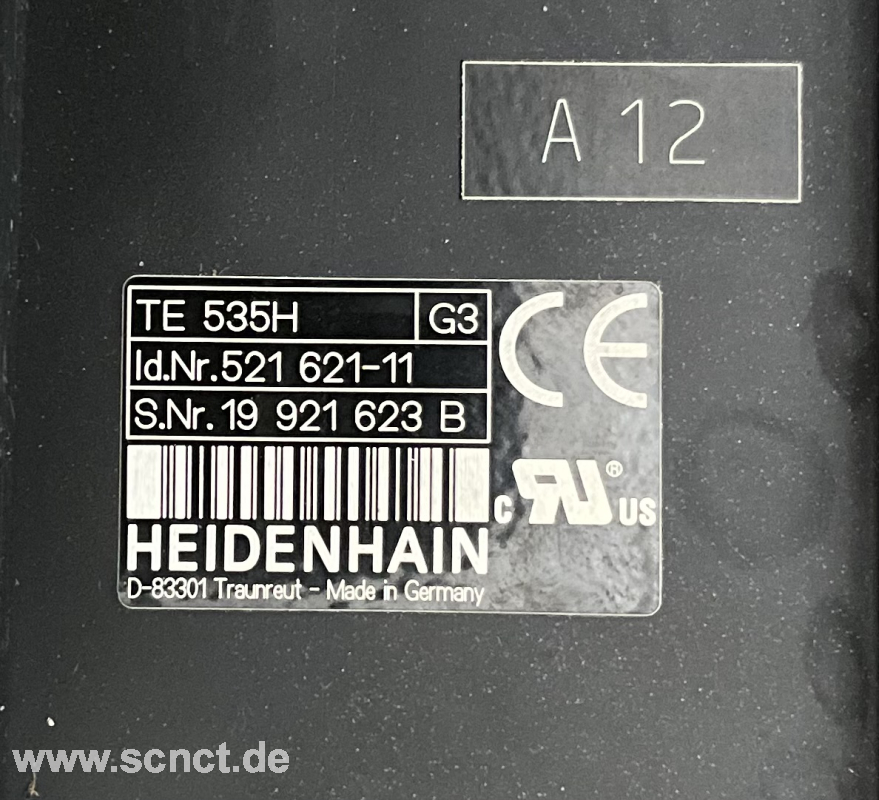 A 12
TE 535H G3
Id.Nr.521 621-11
S.Nr.19 921 623 B
CE
C RU ® US
HEIDENHAIN
D-83301 Traunreut - Made in Germany
www.scnct.de